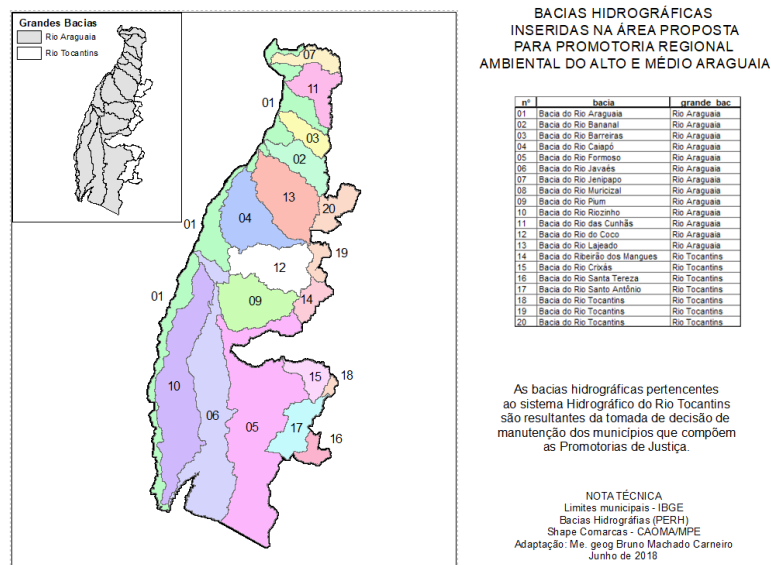 Grandes Bacias
Rio Araguaia
Rio Tocantins
BACIAS HIDROGRÁFICAS
INSERIDAS NA ÁREA PROPOSTA
PARA PROMOTORIA REGIONAL
AMBIENTAL DO ALTO E MÉDIO ARAGUAIA
07
11
01
03
02
13
20
04
01
19
12
14
01
09
15
18
10
06
05
17
16
nº bacia grande_bac
01 Bacia do Rio Araguaia Rio Araguaia
02 Bacia do Bananal Rio Araguaia
03 Bacia do Rio Barreiras Rio Araguaia
04 Bacia do Rio Caiapó Rio Araguaia
05 Bacia do Rio Formoso Rio Araguaia
06 Bacia do Rio Javaés Rio Araguaia
07 Bacia do Rio Jenipapo Rio Araguaia
08 Bacia do Rio Muricizal Rio Araguaia
09 Bacia do Rio Pium Rio Araguaia
10 Bacia do Rio Riozinho Rio Araguaia
11 Bacia do Rio das Cunhãs Rio Araguaia
12 Bacia do Rio do Coco Rio Araguaia
13 Bacia do Rio Lajeado Rio Araguaia
14 Bacia do Ribeirão dos Mangues Rio Tocantins
15 Bacia do Rio Crixás Rio Tocantins
16 Bacia do Rio Santa Tereza Rio Tocantins
17 Bacia do Rio Santo Antônio Rio Tocantins
18 Bacia do Rio Tocantins Rio Tocantins
19 Bacia do Rio Tocantins Rio Tocantins
20 Bacia do Rio Tocantins Rio Tocantins
As bacias hidrográficas pertencentes
ao sistema Hidrográfico do Rio Tocantins
são resultantes da tomada de decisão de
manutenção dos municípios que compõem
as Promotorias de Justiça.
NOTA TÉCNICA
Limites municipais - IBGE
Bacias Hidrográfias (PERH)
Shape Comarcas - CAOMA/MPE
Adaptação: Me. geog Bruno Machado Carneiro
Junho de 2018